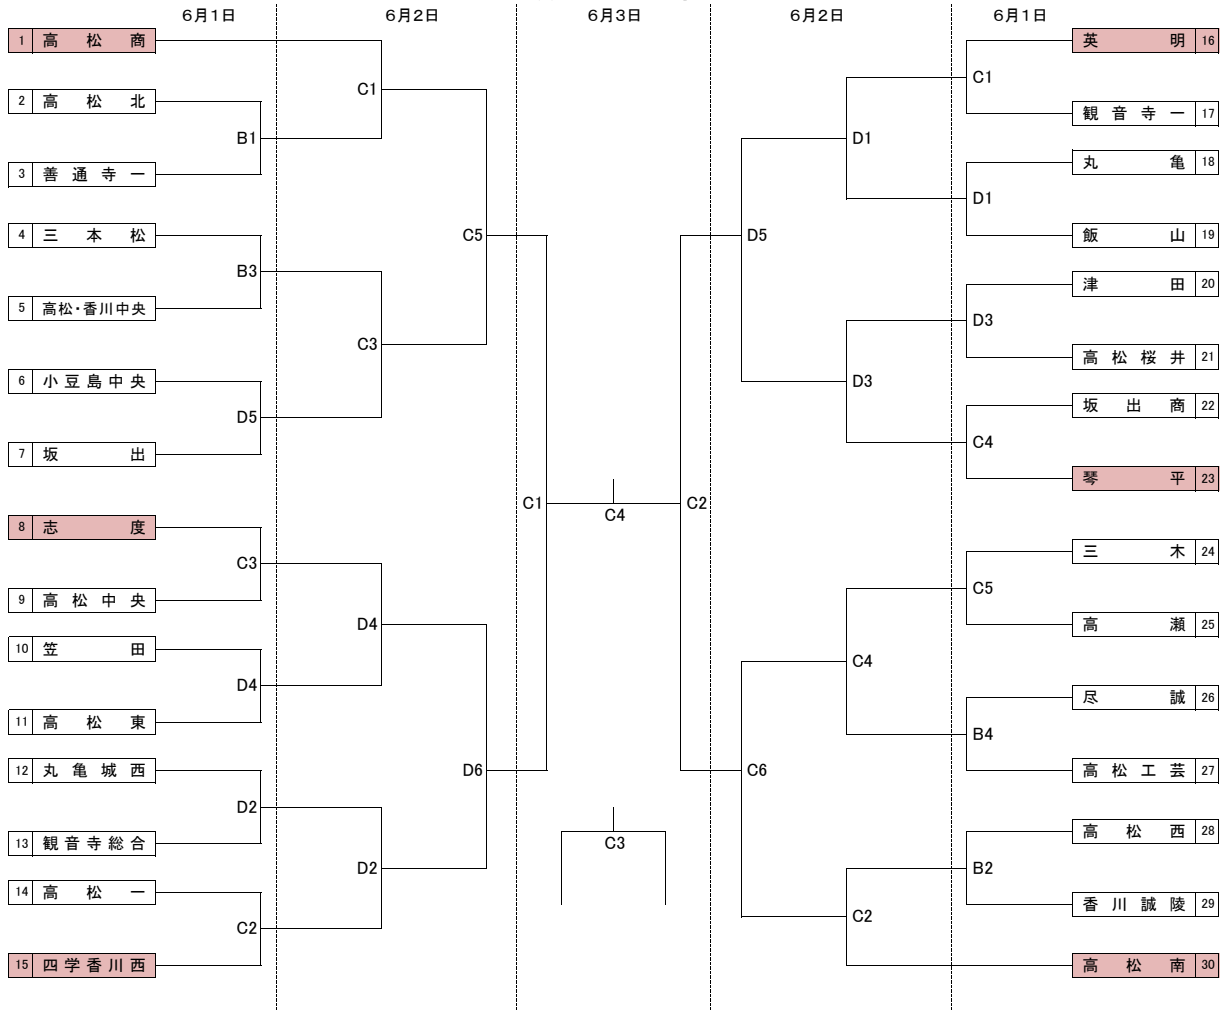 6月1日 6月2日 6月3日 6月2日 6月1日
1 高松商
2 高松北
3 善通寺一
4 三本松
5 高松・香川中央
6 小豆島中央
7 坂出
8 志度
9 高松中央
10 笠田
11 高松東
12 丸亀城西
13 観音寺総合
14 高松一
15 四学香川西
B1
B3
D5
C3
D4
D2
C2
C1
C3
D4
D2
C5
D6
C1
C4
C3
C2
D5
C6
D1
D3
C4
C2
C1
D1
D3
C4
C5
B4
B2
英明 16
観音寺一 17
丸亀 18
飯山 19
津田 20
高松桜井 21
坂出商 22
琴平 23
三木 24
高瀬 25
尽誠 26
高松工芸 27
高松西 28
香川誠陵 29
高松南 30